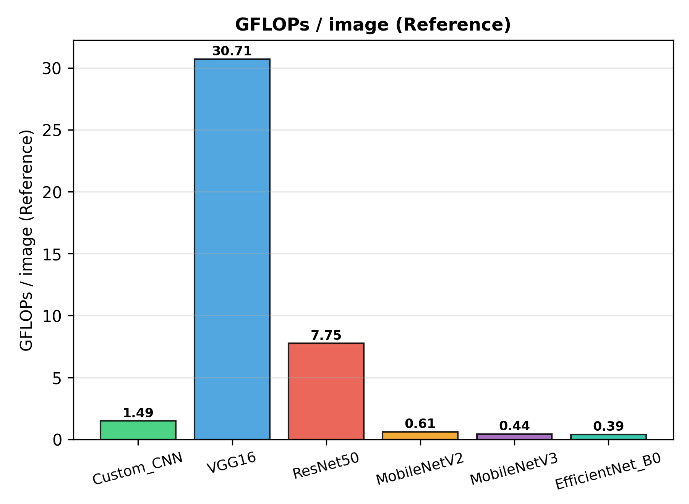 GFLOPs / image (Reference)
GFLOPs / image (Reference)
30
25
20
15
10
5
0
1.49
30.71
7.75
0.61
0.44
0.39
Custom_CNN
VGG16
ResNet50
MobileNetV2
MobileNetV3
EfficientNet_B0